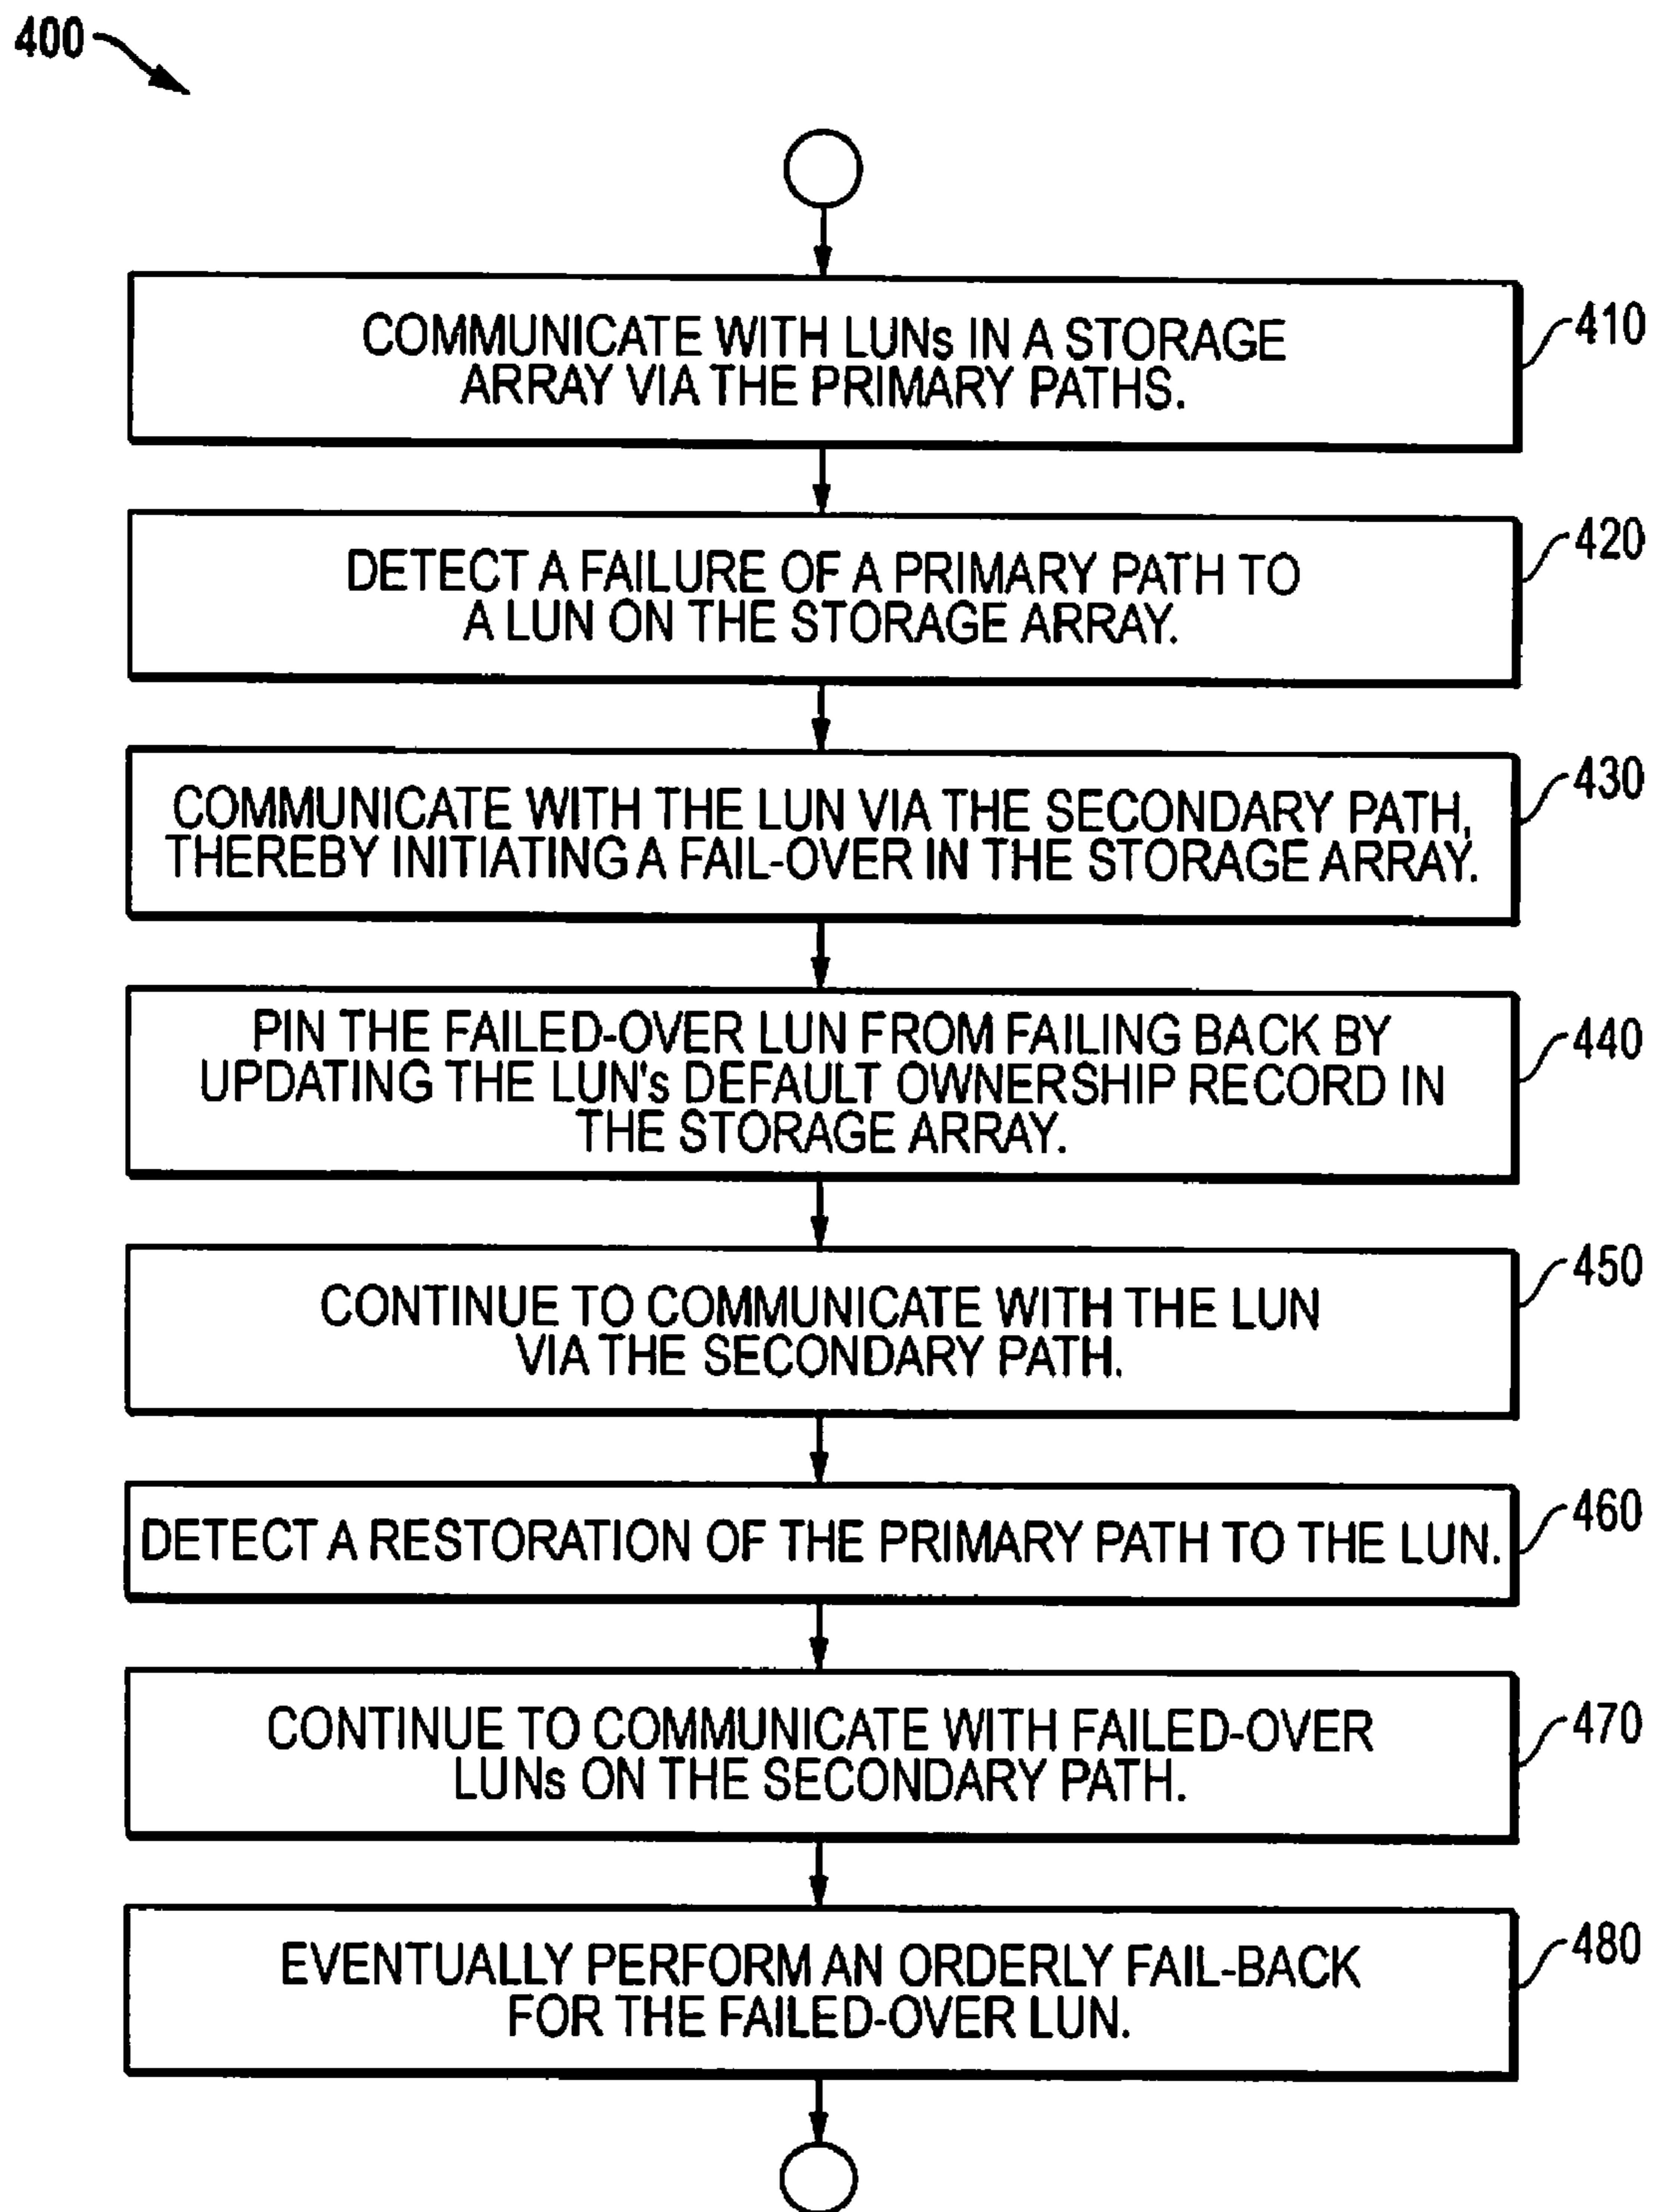 400
COMMUNICATE WITH LUNs IN A STORAGE
ARRAY VIA THE PRIMARY PATHS.
410
DETECT A FAILURE OF A PRIMARY PATH TO
A LUN ON THE STORAGE ARRAY.
420
COMMUNICATE WITH THE LUN VIA THE SECONDARY PATH,
THEREBY INITIATING A FAIL-OVER IN THE STORAGE ARRAY.
430
PIN THE FAILED-OVER LUN FROM FAILING BACK BY
UPDATING THE LUN's DEFAULT OWNERSHIP RECORD IN
THE STORAGE ARRAY.
440
CONTINUE TO COMMUNICATE WITH THE LUN
VIA THE SECONDARY PATH.
450
DETECT A RESTORATION OF THE PRIMARY PATH TO THE LUN.
460
CONTINUE TO COMMUNICATE WITH FAILED-OVER
LUNs ON THE SECONDARY PATH.
470
EVENTUALLY PERFORM AN ORDERLY FAIL-BACK
FOR THE FAILED-OVER LUN.
480